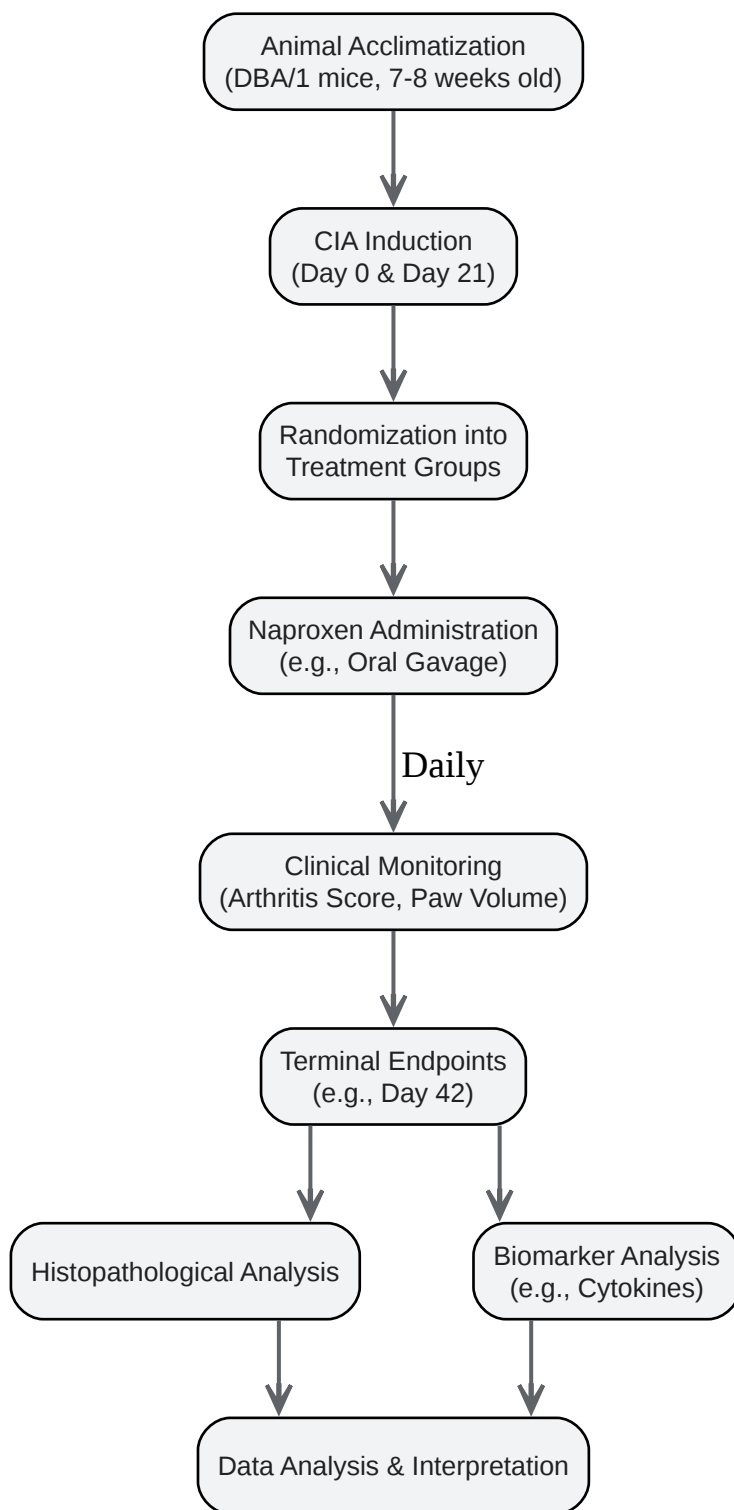 Animal Acclimatization
(DBA/1 mice, 7-8 weeks old)
CIA Induction
(Day 0 & Day 21)
Randomization into
Treatment Groups
Naproxen Administration
(e.g., Oral Gavage)
Daily
Clinical Monitoring
(Arthritis Score, Paw Volume)
Terminal Endpoints
(e.g., Day 42)
Histopathological Analysis
Biomarker Analysis
(e.g., Cytokines)
Data Analysis & Interpretation